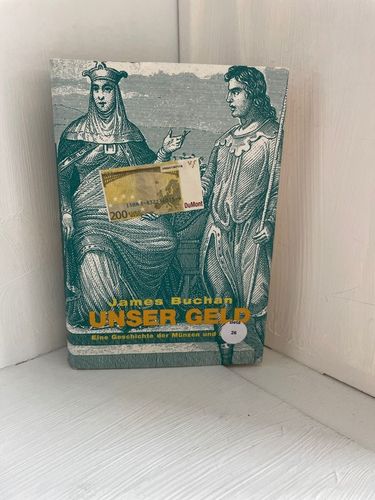 200
DuMont
James Buchan
UNSER GELD
Eine Geschichte der Münzen und
26